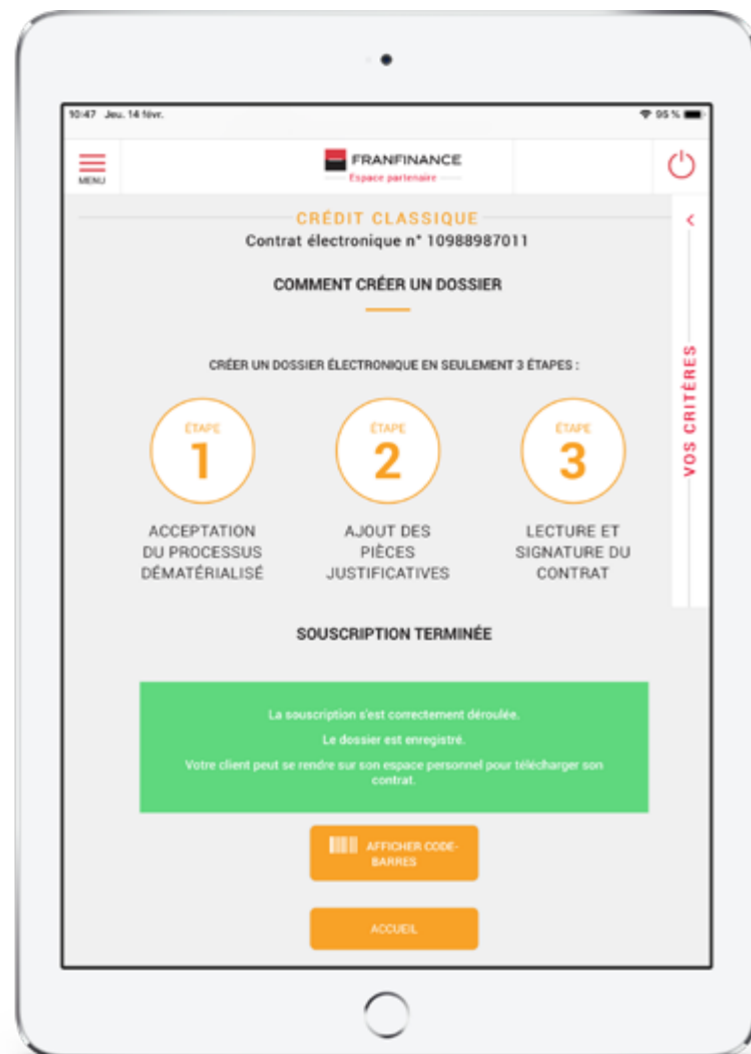 10:47 Jeu. 14 févr.
95 %
MENU
FRANFINANCE
Espace partenaire
CRÉDIT CLASSIQUE
Contrat électronique n° 10988987011
COMMENT CRÉER UN DOSSIER
CRÉER UN DOSSIER ÉLECTRONIQUE EN SEULEMENT 3 ÉTAPES :
VOS CRITÈRES
ÉTAPE
1
ACCEPTATION
DU PROCESSUS
DÉMATÉRIALISÉ
ÉTAPE
2
AJOUT DES
PIÈCES
JUSTIFICATIVES
ÉTAPE
3
LECTURE ET
SIGNATURE DU
CONTRAT
SOUSCRIPTION TERMINÉE
La souscription s'est correctement déroulée.
Le dossier est enregistré.
Votre client peut se rendre sur son espace personnel pour télécharger son
contrat.
AFFICHER CODE-
BARRES
ACCUEIL